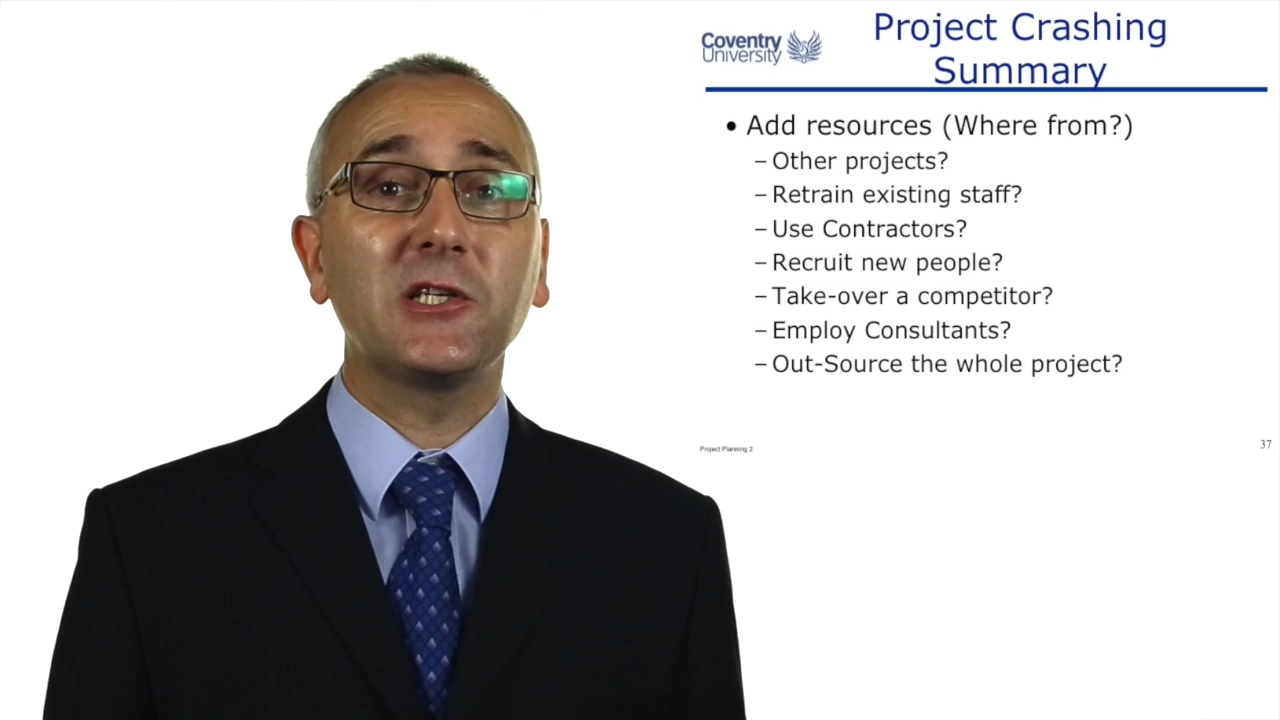 Coventry
University
Project Crashing
Summary
• Add resources (Where from?)
– Other projects?
– Retrain existing staff?
– Use Contractors?
– Recruit new people?
– Take-over a competitor?
– Employ Consultants?
– Out-Source the whole project?
Project Planning 2
37